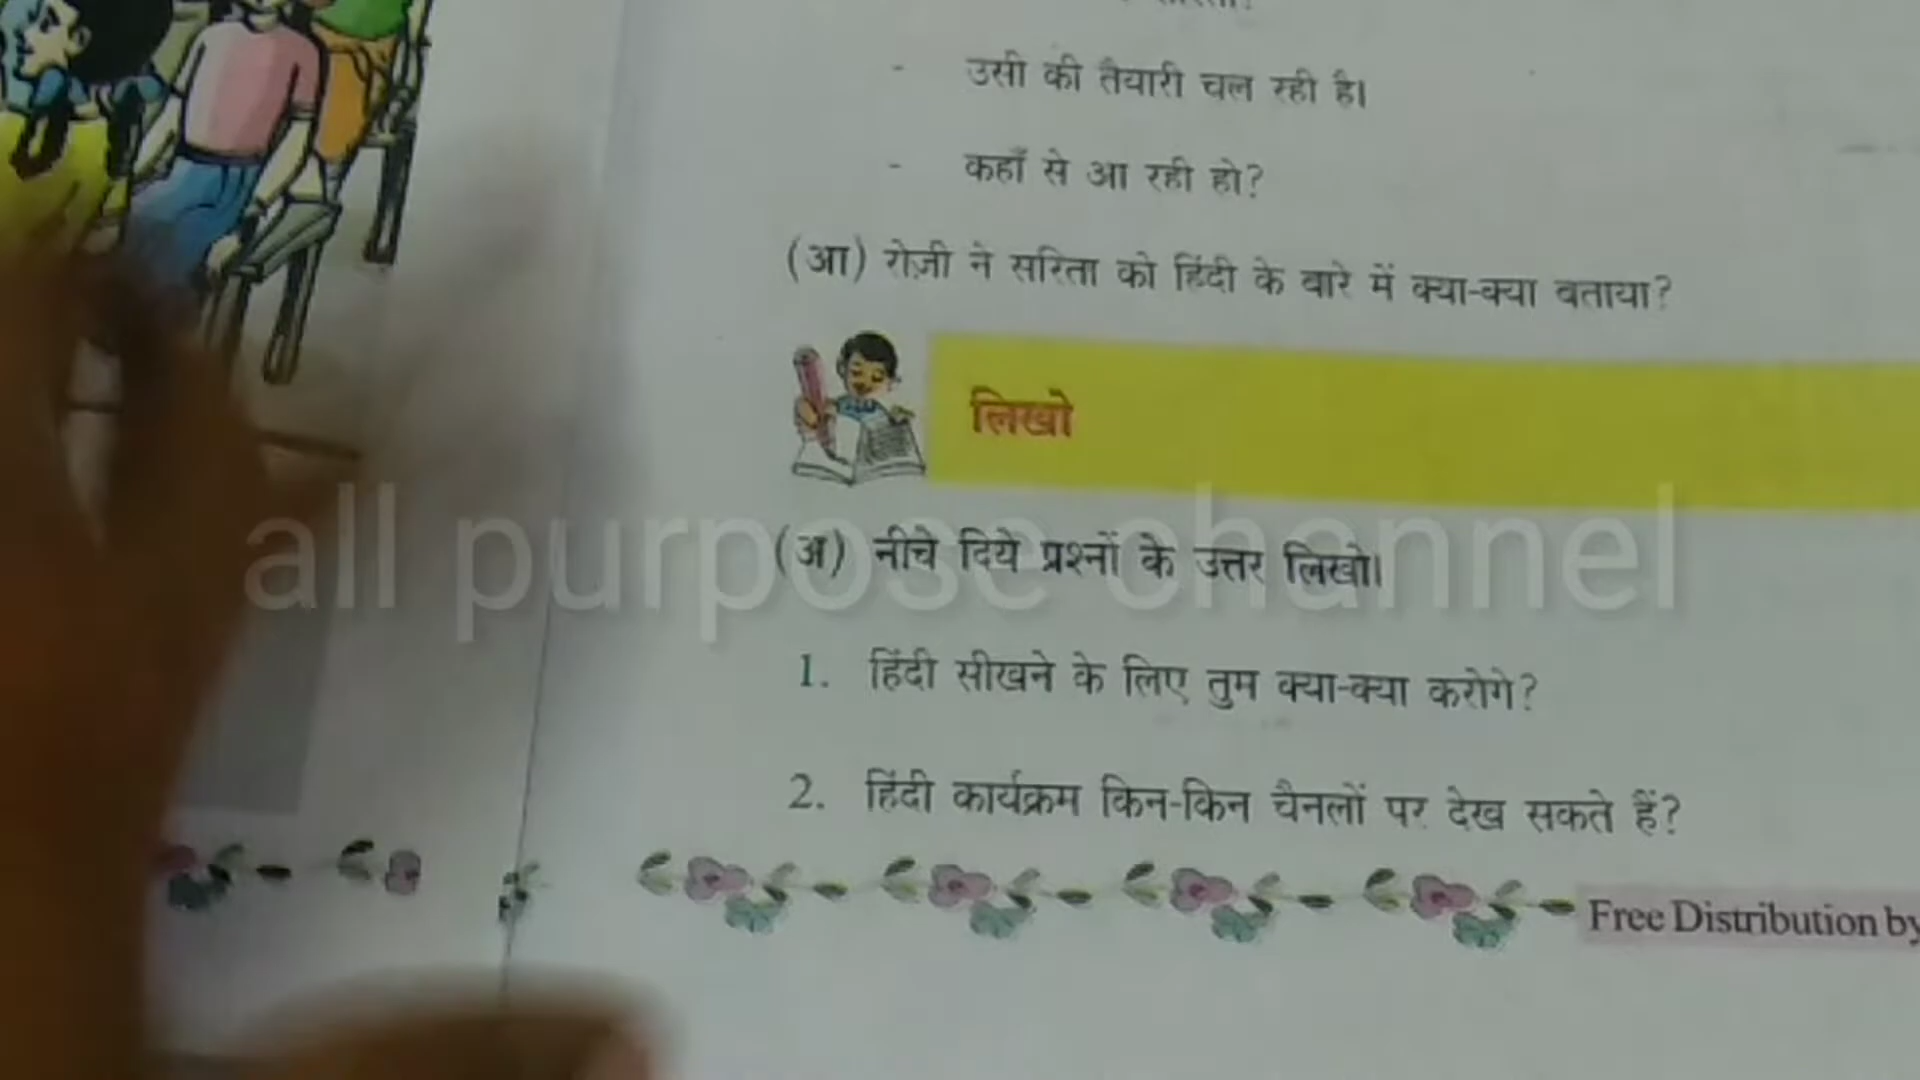 - उसी की तैयारी चल रही है।
- कहाँ से आ रही हो?
(आ) रोज़ी ने सरिता को हिंदी के बारे में क्या-क्या बताया?
लिखो
(अ) नीचे दिये प्रश्नों के उत्तर लिखो।
all purpose channel
1. हिंदी सीखने के लिए तुम क्या-क्या करोगे?
2. हिंदी कार्यक्रम किन-किन चैनलों पर देख सकते हैं?
Free Distribution by